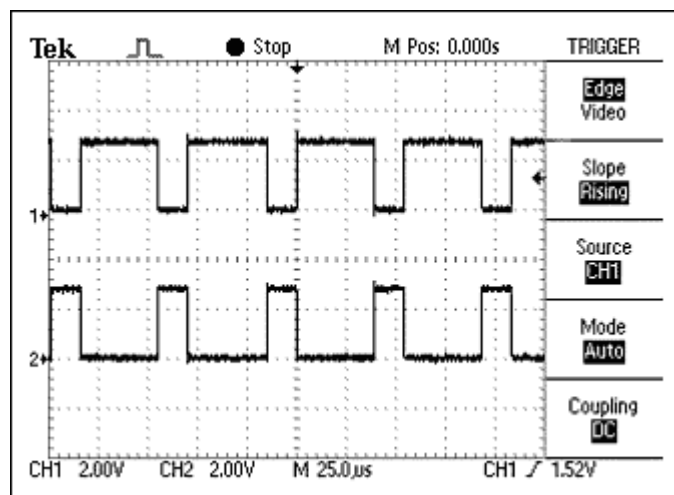 Tek Stop M Pos: 0.000s TRIGGER
Edge
Video
Slope
Rising
1
Source
CH1
Mode
Auto
2
Coupling
DC
CH1 2.00V CH2 2.00V M 25.0µs CH1 1.52V